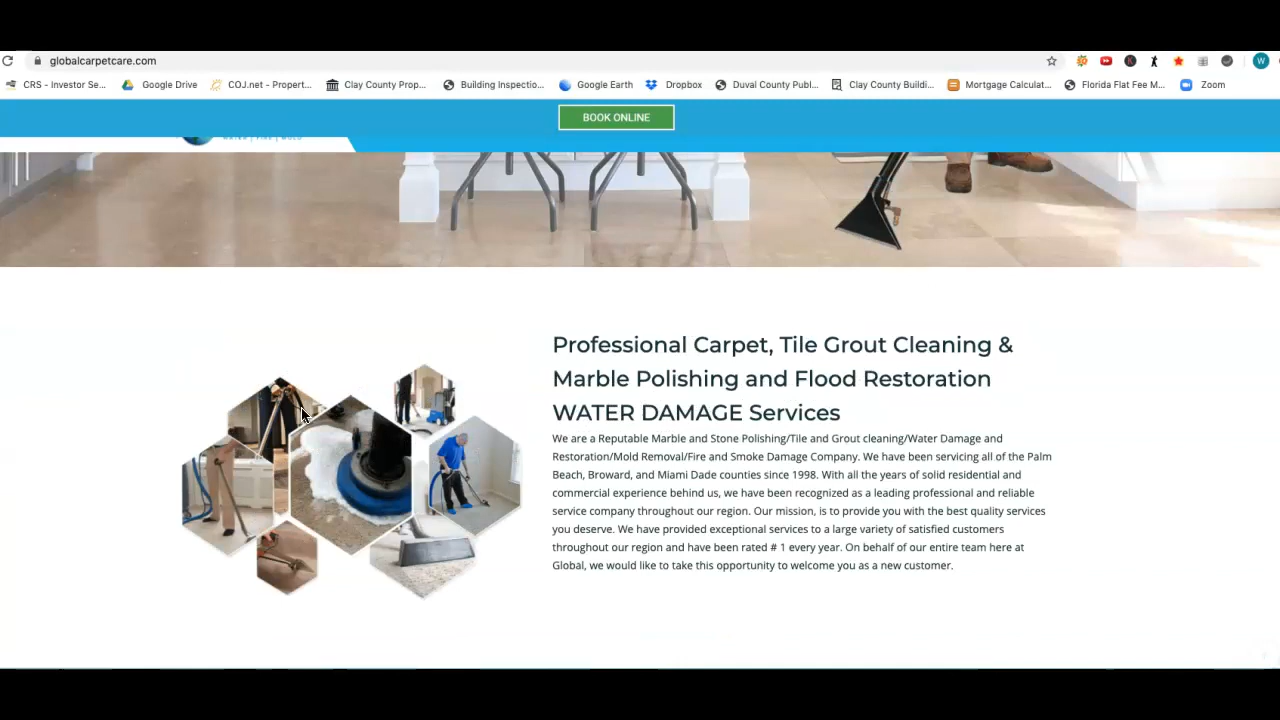 globalcarpetcare.com
W
CRS - Investor Se... Google Drive COJ.net - Propert... Clay County Prop... Building Inspectio... Google Earth Dropbox Duval County Publ... Clay County Buildi... Mortgage Calculat... Florida Flat Fee M... Zoom
BOOK ONLINE
Professional Carpet, Tile Grout Cleaning &
Marble Polishing and Flood Restoration
WATER DAMAGE Services
We are a Reputable Marble and Stone Polishing/Tile and Grout cleaning/Water Damage and
Restoration/Mold Removal/Fire and Smoke Damage Company. We have been servicing all of the Palm
Beach, Broward, and Miami Dade counties since 1998. With all the years of solid residential and
commercial experience behind us, we have been recognized as a leading professional and reliable
service company throughout our region. Our mission, is to provide you with the best quality services
you deserve. We have provided exceptional services to a large variety of satisfied customers
throughout our region and have been rated # 1 every year. On behalf of our entire team here at
Global, we would like to take this opportunity to welcome you as a new customer.